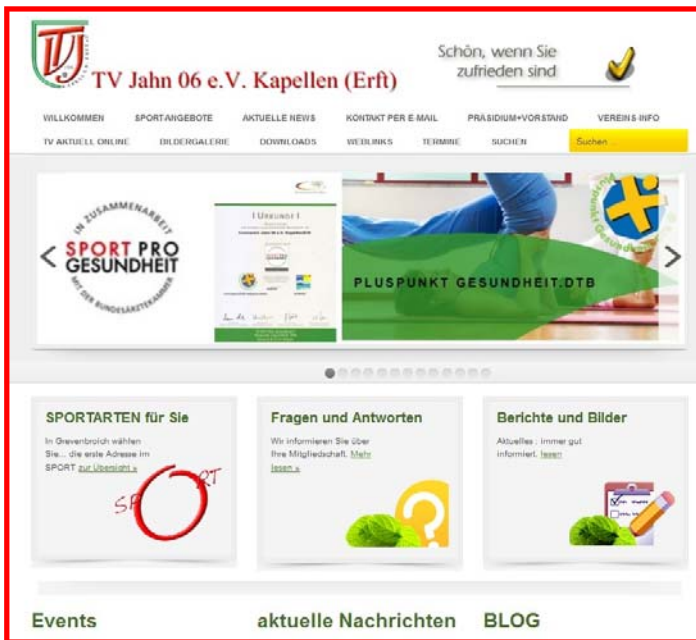 TVJ
TV Jahn 06 e.V. Kapellen (Erft)
Schön, wenn Sie
zufrieden sind
WILLKOMMEN SPORT-ANGEBOTE AKTUELLE NEWS KONTAKT PER E-MAIL PRÄSIDIUM+VORSTAND VEREINS-INFO
TV AKTUELL ONLINE BILDERGALERIE DOWNLOADS WEBLINKS TERMINE SUCHEN Suchen ...
IN ZUSAMMENARBEIT
SPORT PRO
GESUNDHEIT
MIT DER BUNDESÄRZTEKAMMER
URKUNDE
Pluspunkt Gesundheit
PLUSPUNKT GESUNDHEIT.DTB
SPORTARTEN für Sie
In Grevenbroich wählen
Sie... die erste Adresse im
SPORT zur Übersicht »
SPORT
Fragen und Antworten
Wir informieren Sie über
Ihre Mitgliedschaft. Mehr
lesen »
?
Berichte und Bilder
Aktuelles . immer gut
informiert. lesen
Events
aktuelle Nachrichten
BLOG